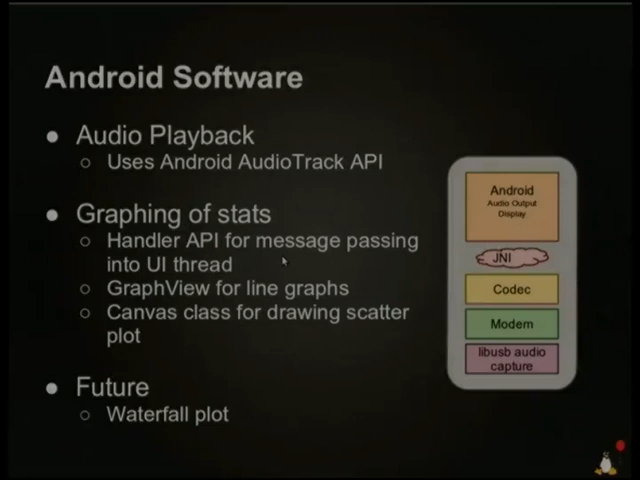 Android Software
● Audio Playback
○ Uses Android AudioTrack API
● Graphing of stats
○ Handler API for message passing
into UI thread
○ GraphView for line graphs
○ Canvas class for drawing scatter
plot
● Future
○ Waterfall plot
Android
Audio Output
Display
JNI
Codec
Modem
libusb audio
capture